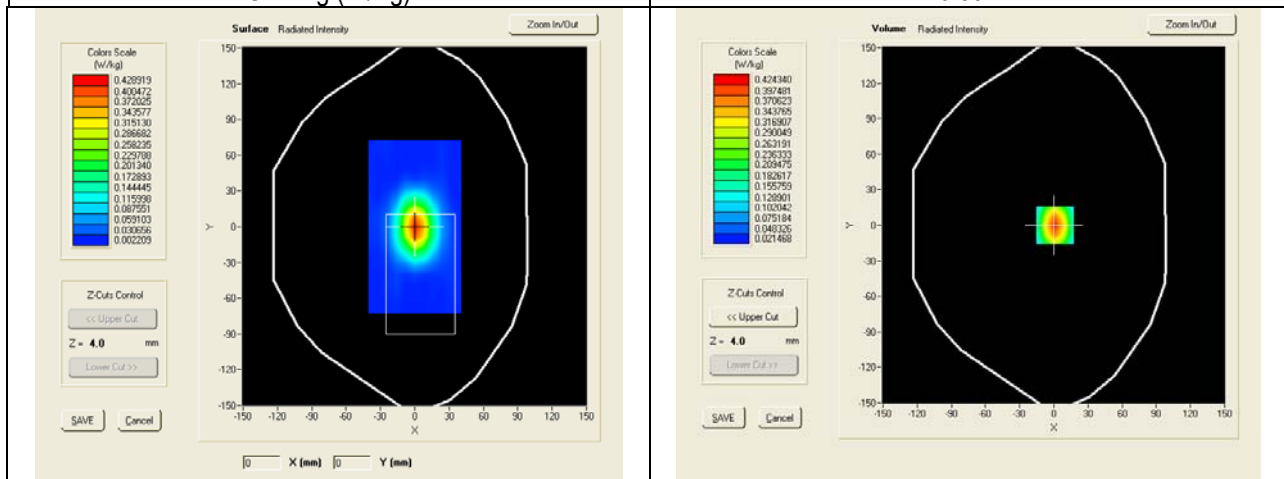 Surface Radiated Intensity
Zoom In/Out
Colors Scale
(W/kg)
0.428919
0.400472
0.372025
0.343577
0.315130
0.286682
0.258235
0.229788
0.201340
0.172893
0.144445
0.115998
0.087551
0.059103
0.030656
0.002209
150
120
90
60
30
0
-30
-60
-90
-120
-150
Y
-150 -120 -90 -60 -30 0 30 60 90 120 150
X
Z-Cuts Control
<< Upper Cut
Z = 4.0 mm
Lower Cut >>
SAVE
Cancel
0 X (mm) 0 Y (mm)
Volume Radiated Intensity
Zoom In/Out
Colors Scale
(W/kg)
0.424340
0.397481
0.370623
0.343765
0.316907
0.290049
0.263191
0.236333
0.209475
0.182617
0.155759
0.128901
0.102042
0.075184
0.048326
0.021468
150
120
90
60
30
0
-30
-60
-90
-120
-150
Y
-150 -120 -90 -60 -30 0 30 60 90 120 150
X
Z-Cuts Control
<< Upper Cut
Z = 4.0 mm
Lower Cut >>
SAVE
Cancel